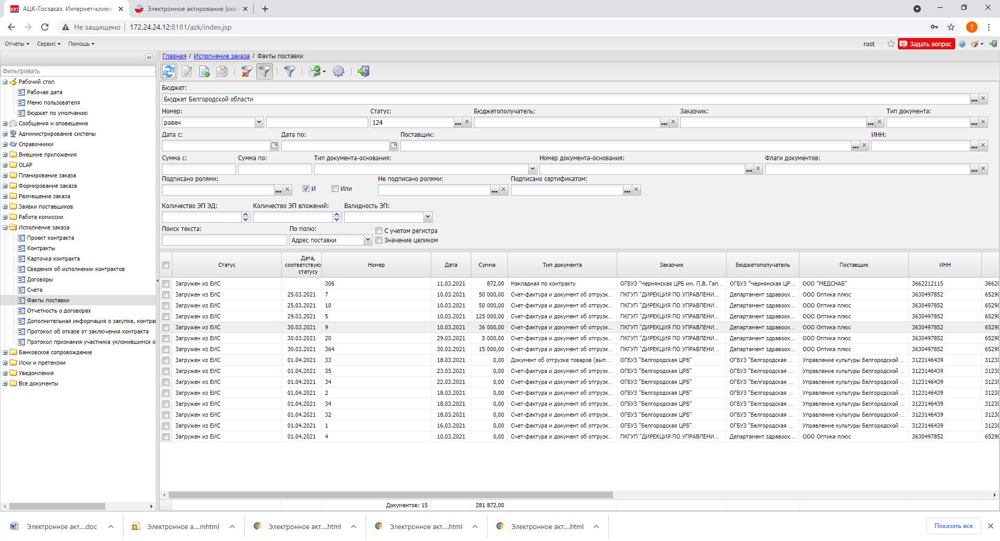 БФТ АЦК-Госзаказ. Интернет-клиент
Электронное актирование (схе
Не защищено 172.24.24.12:8181/azk/index.jsp
T
Отчеты Сервис Помощь root Задать вопрос
Главная / Исполнение заказа / Факты поставки
Фильтровать
Рабочий стол
Рабочая дата
Меню пользователя
Бюджет по умолчанию
Сообщения и оповещения
Администрирование системы
Справочники
Внешние приложения
OLAP
Планирование заказа
Формирование заказа
Размещение заказа
Заявки поставщиков
Работа комиссии
Исполнение заказа
Проект контракта
Контракты
Карточка контракта
Сведения об исполнении контрактов
Договоры
Счета
Факты поставки
Отчетность о договорах
Дополнительная информация о закупке, контра
Протокол об отказе от заключения контракта
Протокол признания участника уклонившимся о
Банковское сопровождение
Иски и претензии
Уведомления
Все документы
Бюджет:
Бюджет Белгородской области
Номер: Статус: Бюджетополучатель: Заказчик: Тип документа:
равен 124
Дата с: Дата по: Поставщик: ИНН:
Сумма с: Сумма по: Тип документа-основания: Номер документа-основания: Флаги документов:
Подписано ролями: Не подписано ролями: Подписано сертификатом:
И Или
Количество ЭП ЭД: Количество ЭП вложений: Валидность ЭП:
Поиск текста: По полю: С учетом регистра
Адрес поставки Значение целиком
Статус Дата, соответствую статусу Номер Дата Сумма Тип документа Заказчик Бюджетополучатель Поставщик ИНН
Загружен из ЕИС 306 11.03.2021 872,00 Накладная по контракту ОГБУЗ "Чернянская ЦРБ им. П.В. Гап... ОГБУЗ "Чернянская ЦР... ООО "МЕДСНАБ" 3662212115 3662
Загружен из ЕИС 25.03.2021 7 10.03.2021 50 000,00 Счет-фактура и документ об отгрузк... ПКГУП "ДИРЕКЦИЯ ПО УПРАВЛЕНИ... Департамент здравоох... ООО Оптика плюс 3630497852 6529
Загружен из ЕИС 25.03.2021 10 10.03.2021 50 000,00 Счет-фактура и документ об отгрузк... ПКГУП "ДИРЕКЦИЯ ПО УПРАВЛЕНИ... Департамент здравоох... ООО Оптика плюс 3630497852 6529
Загружен из ЕИС 29.03.2021 5 10.03.2021 125 000,00 Счет-фактура и документ об отгрузк... ПКГУП "ДИРЕКЦИЯ ПО УПРАВЛЕНИ... Департамент здравоох... ООО Оптика плюс 3630497852 6529
Загружен из ЕИС 30.03.2021 9 10.03.2021 36 000,00 Счет-фактура и документ об отгрузк... ПКГУП "ДИРЕКЦИЯ ПО УПРАВЛЕНИ... Департамент здравоох... ООО Оптика плюс 3630497852 6529
Загружен из ЕИС 30.03.2021 20 29.03.2021 5 000,00 Счет-фактура и документ об отгрузк... ПКГУП "ДИРЕКЦИЯ ПО УПРАВЛЕНИ... Департамент здравоох... ООО Оптика плюс 3630497852 6529
Загружен из ЕИС 30.03.2021 364 30.03.2021 15 000,00 Счет-фактура и документ об отгрузк... ПКГУП "ДИРЕКЦИЯ ПО УПРАВЛЕНИ... Департамент здравоох... ООО Оптика плюс 3630497852 6529
Загружен из ЕИС 01.04.2021 33 18.03.2021 0,00 Документ об отгрузке товаров (вып... ОГБУЗ "Белгородская ЦРБ" ОГБУЗ "Белгородская ... Управление культуры Белгородской ... 3123146439 3123
Загружен из ЕИС 01.04.2021 35 23.03.2021 0,00 Счет-фактура и документ об отгрузк... ОГБУЗ "Белгородская ЦРБ" ОГБУЗ "Белгородская ... Управление культуры Белгородской ... 3123146439 3123
Загружен из ЕИС 01.04.2021 34 22.03.2021 0,00 Счет-фактура и документ об отгрузк... ОГБУЗ "Белгородская ЦРБ" ОГБУЗ "Белгородская ... Управление культуры Белгородской ... 3123146439 3123
Загружен из ЕИС 01.04.2021 2 18.03.2021 0,00 Счет-фактура и документ об отгрузк... ОГБУЗ "Белгородская ЦРБ" ОГБУЗ "Белгородская ... Управление культуры Белгородской ... 3123146439 3123
Загружен из ЕИС 01.04.2021 34 18.03.2021 0,00 Счет-фактура и документ об отгрузк... ОГБУЗ "Белгородская ЦРБ" ОГБУЗ "Белгородская ... Управление культуры Белгородской ... 3123146439 3123
Загружен из ЕИС 01.04.2021 32 18.03.2021 0,00 Счет-фактура и документ об отгрузк... ОГБУЗ "Белгородская ЦРБ" ОГБУЗ "Белгородская ... Управление культуры Белгородской ... 3123146439 3123
Загружен из ЕИС 01.04.2021 1 16.03.2021 0,00 Счет-фактура и документ об отгрузк... ОГБУЗ "Белгородская ЦРБ" ОГБУЗ "Белгородская ... Управление культуры Белгородской ... 3123146439 3123
Загружен из ЕИС 01.04.2021 4 10.03.2021 0,00 Счет-фактура и документ об отгрузк... ПКГУП "ДИРЕКЦИЯ ПО УПРАВЛЕНИ... Департамент здравоох... ООО Оптика плюс 3630497852 6529
Документов: 15 281 872,00
Электронное акт....doc Электронное а....mhtml Электронное акт....html Электронное акт....html Электронное акт....html Показать все